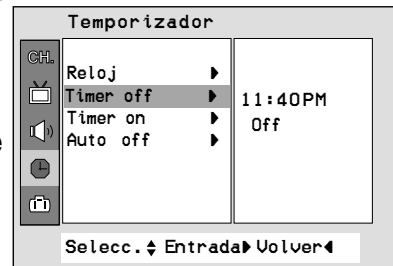 Temporizador
CH.
Reloj
Timer off
Timer on
Auto off
11:40PM
Off
e
Selecc. Entrada Volver